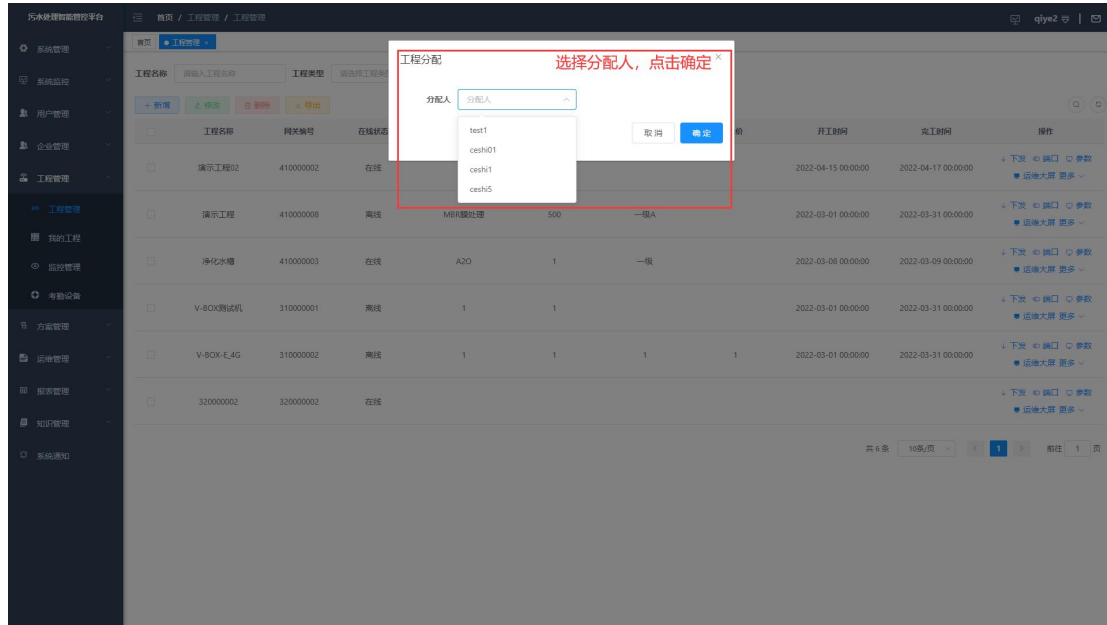 污水处理智能管控平台
首页 / 工程管理 / 工程管理
qiye2
系统管理
系统监控
用户管理
企业管理
工程管理
工程管理
我的工程
监控管理
考勤设备
方案管理
运维管理
报表管理
知识管理
系统通知
首页 工程管理 ×
工程名称 请输入工程名称 工程类型 请选择工程类型
+ 新增 修改 删除 导出
工程分配 选择分配人，点击确定 ×
分配人 分配人
test1
ceshi01
ceshi1
ceshi5
取 消 确 定
工程名称 网关编号 在线状态 价 开工时间 完工时间 操作
演示工程02 410000002 在线 2022-04-15 00:00:00 2022-04-17 00:00:00 下发 端口 参数
运维大屏 更多
演示工程 410000008 离线 MBR膜处理 500 一级A 2022-03-01 00:00:00 2022-03-31 00:00:00 下发 端口 参数
运维大屏 更多
净化水槽 410000003 在线 A2O 1 一级 2022-03-08 00:00:00 2022-03-09 00:00:00 下发 端口 参数
运维大屏 更多
V-BOX测试机 310000001 离线 1 1 2022-03-01 00:00:00 2022-03-31 00:00:00 下发 端口 参数
运维大屏 更多
V-BOX-E_4G 310000002 离线 1 1 1 1 2022-03-01 00:00:00 2022-03-31 00:00:00 下发 端口 参数
运维大屏 更多
320000002 320000002 在线 下发 端口 参数
运维大屏 更多
共 6 条 10条/页 < 1 > 前往 1 页